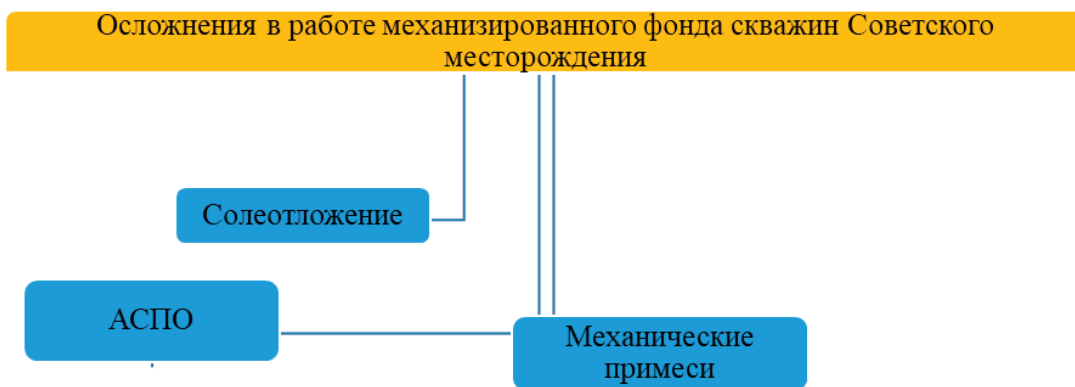 Осложнения в работе механизированного фонда скважин Советского
месторождения
Солеотложение
АСПО
Механические
примеси